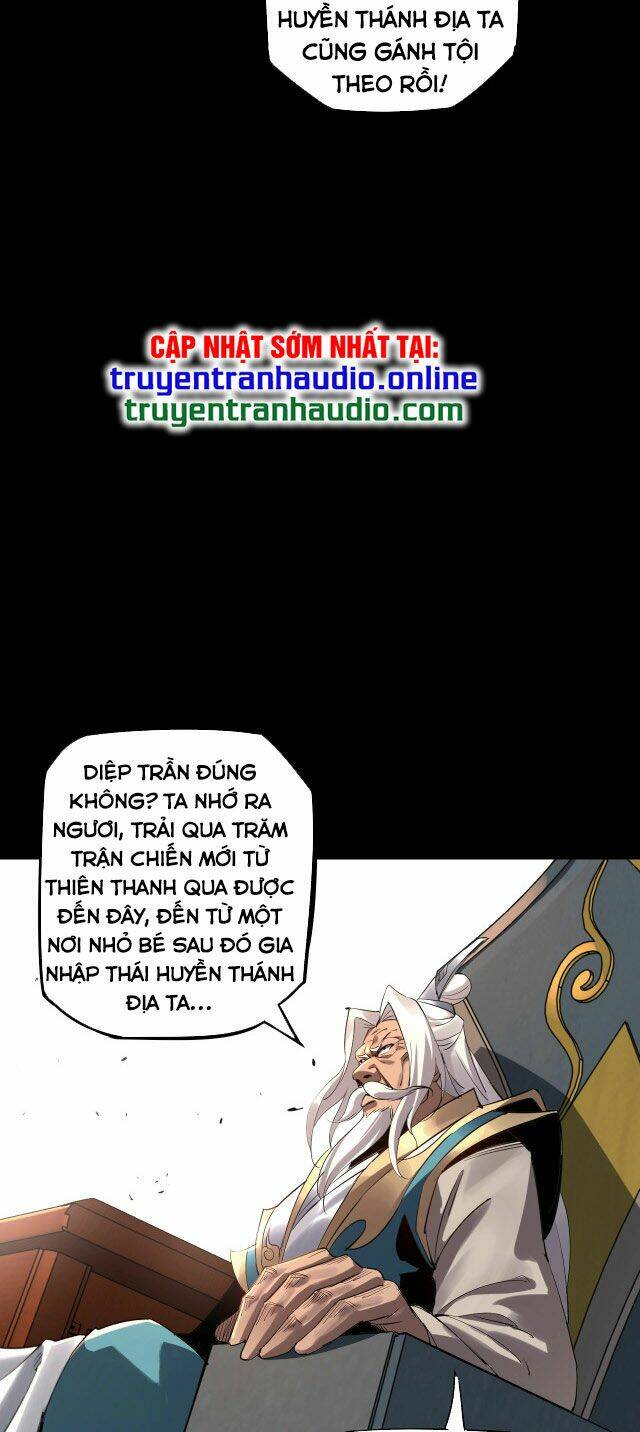 HUYỀN THÁNH ĐỊA TA
CŨNG GÁNH TỘI
THEO RỒI!
CẬP NHẬT SỚM NHẤT TẠI:
truyentranhaudio.online
truyentranhaudio.com
DIỆP TRẦN ĐÚNG
KHÔNG? TA NHỚ RA
NGƯƠI, TRẢI QUA TRĂM
TRẬN CHIẾN MỚI TỪ
THIÊN THANH QUA ĐƯỢC
ĐẾN ĐÂY, ĐẾN TỪ MỘT
NƠI NHỎ BÉ SAU ĐÓ GIA
NHẬP THÁI HUYỀN THÁNH
ĐỊA TA...